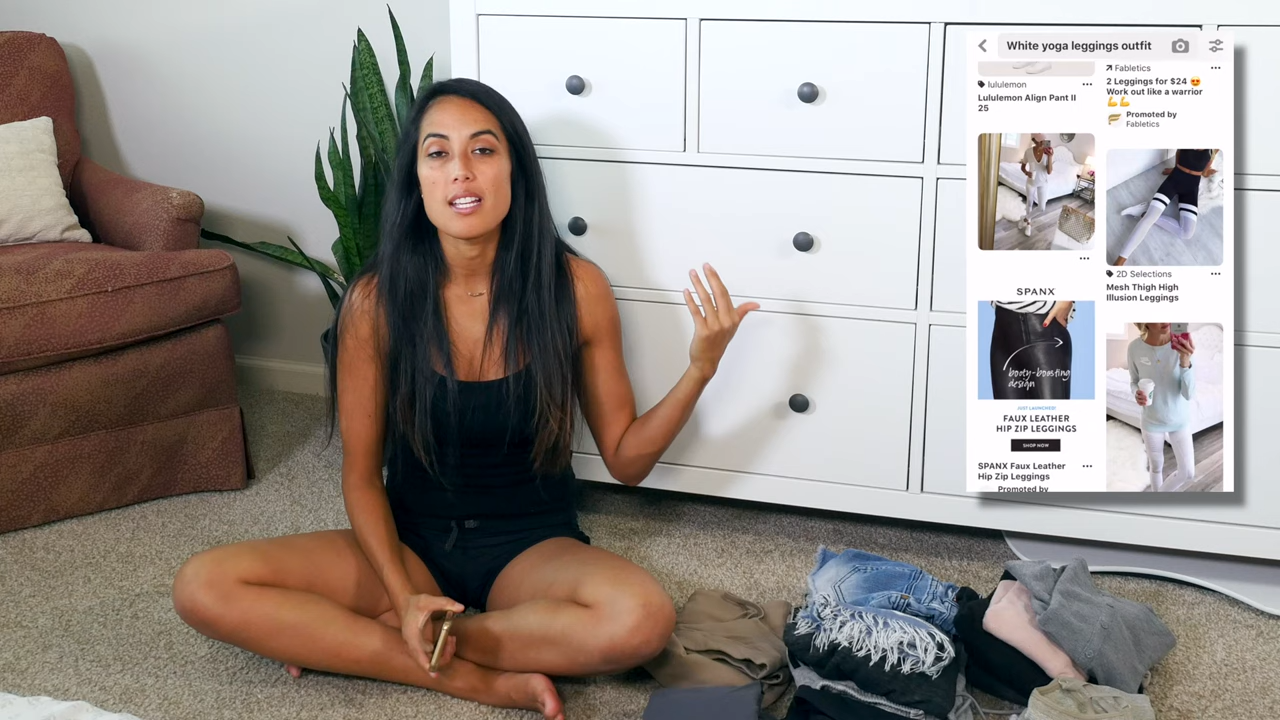 White yoga leggings outfit
lululemon
Lululemon Align Pant II
25
Fabletics
2 Leggings for $24 😍
Work out like a warrior
💪💪
Promoted by
Fabletics
2D Selections
Mesh Thigh High
Illusion Leggings
SPANX
booty-boosting
design
JUST LAUNCHED!
FAUX LEATHER
HIP ZIP LEGGINGS
SHOP NOW
SPANX Faux Leather
Hip Zip Leggings
Promoted by